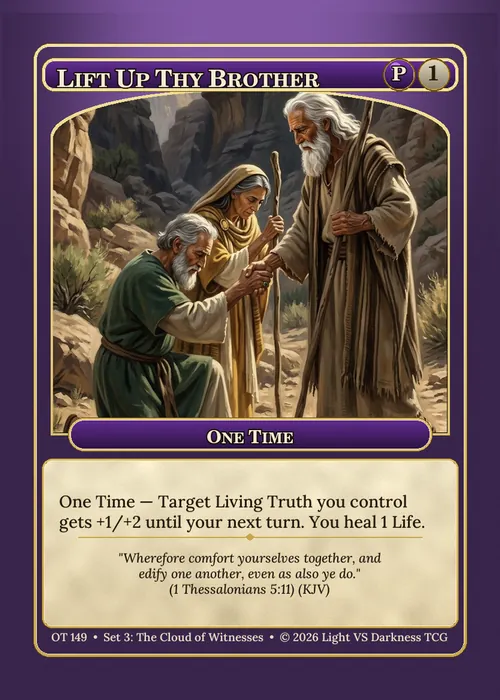 Lift Up Thy Brother P 1
One Time
One Time — Target Living Truth you control
gets +1/+2 until your next turn. You heal 1 Life.
"Wherefore comfort yourselves together, and
edify one another, even as also ye do."
(1 Thessalonians 5:11) (KJV)
OT 149 • Set 3: The Cloud of Witnesses • © 2026 Light VS Darkness TCG